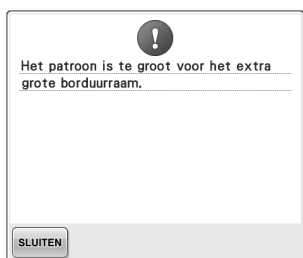 Het patroon is te groot voor het extra
grote borduurraam.
SLUITEN